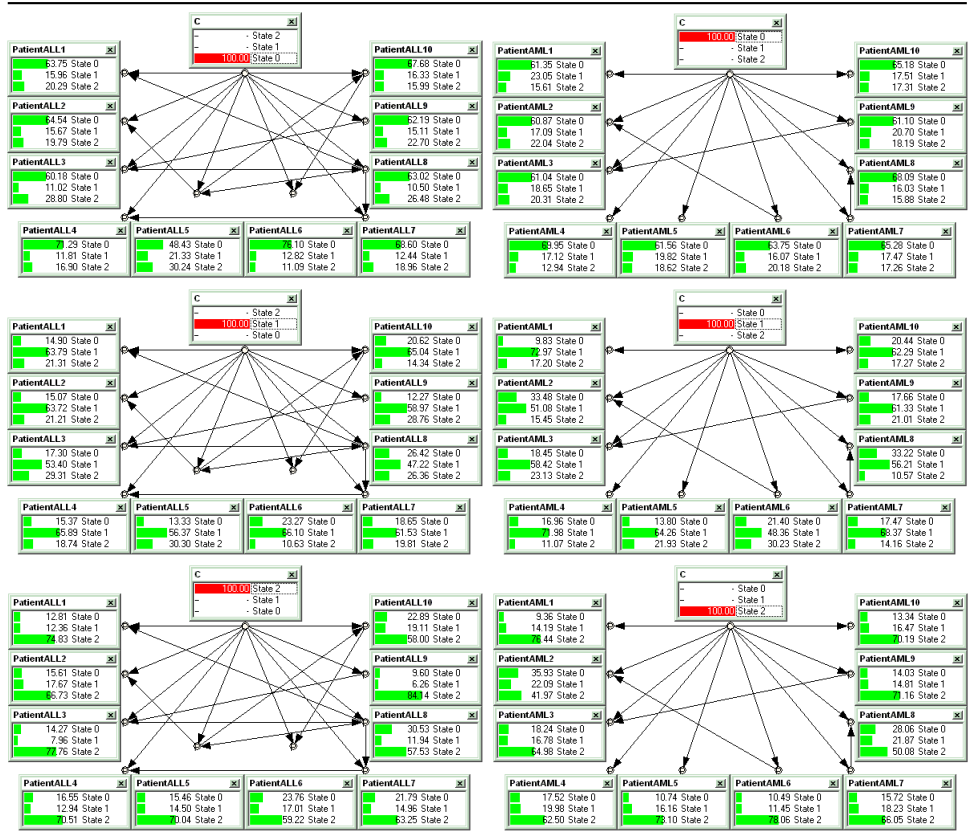 C
- - State 2
- - State 1
100.00 State 0
PatientALL1
63.75 State 0
15.96 State 1
20.29 State 2
PatientALL2
64.54 State 0
15.67 State 1
19.79 State 2
PatientALL3
60.18 State 0
11.02 State 1
28.80 State 2
PatientALL10
67.68 State 0
16.33 State 1
15.99 State 2
PatientALL9
62.19 State 0
15.11 State 1
22.70 State 2
PatientALL8
63.02 State 0
10.50 State 1
26.48 State 2
PatientALL4
71.29 State 0
11.81 State 1
16.90 State 2
PatientALL5
48.43 State 0
21.33 State 1
30.24 State 2
PatientALL6
76.10 State 0
12.82 State 1
11.09 State 2
PatientALL7
68.60 State 0
12.44 State 1
18.96 State 2
C
100.00 State 0
- - State 1
- - State 2
PatientAML1
61.35 State 0
23.05 State 1
15.61 State 2
PatientAML2
60.87 State 0
17.09 State 1
22.04 State 2
PatientAML3
61.04 State 0
18.65 State 1
20.31 State 2
PatientAML10
65.18 State 0
17.51 State 1
17.31 State 2
PatientAML9
61.10 State 0
20.70 State 1
18.19 State 2
PatientAML8
68.09 State 0
16.03 State 1
15.88 State 2
PatientAML4
69.95 State 0
17.12 State 1
12.94 State 2
PatientAML5
61.56 State 0
19.82 State 1
18.62 State 2
PatientAML6
63.75 State 0
16.07 State 1
20.18 State 2
PatientAML7
65.28 State 0
17.47 State 1
17.26 State 2
C
- - State 2
100.00 State 1
- - State 0
PatientALL1
14.90 State 0
63.79 State 1
21.31 State 2
PatientALL2
15.07 State 0
63.72 State 1
21.21 State 2
PatientALL3
17.30 State 0
53.40 State 1
29.31 State 2
PatientALL10
20.62 State 0
65.04 State 1
14.34 State 2
PatientALL9
12.27 State 0
58.97 State 1
28.76 State 2
PatientALL8
26.42 State 0
47.22 State 1
26.36 State 2
PatientALL4
15.37 State 0
65.89 State 1
18.74 State 2
PatientALL5
13.33 State 0
56.37 State 1
30.30 State 2
PatientALL6
23.27 State 0
66.10 State 1
10.63 State 2
PatientALL7
18.65 State 0
61.53 State 1
19.81 State 2
C
- - State 0
100.00 State 1
- - State 2
PatientAML1
9.83 State 0
72.97 State 1
17.20 State 2
PatientAML2
33.48 State 0
51.08 State 1
15.45 State 2
PatientAML3
18.45 State 0
58.42 State 1
23.13 State 2
PatientAML10
20.44 State 0
62.29 State 1
17.27 State 2
PatientAML9
17.66 State 0
61.33 State 1
21.01 State 2
PatientAML8
33.22 State 0
56.21 State 1
10.57 State 2
PatientAML4
16.96 State 0
71.98 State 1
11.07 State 2
PatientAML5
13.80 State 0
64.26 State 1
21.93 State 2
PatientAML6
21.40 State 0
48.36 State 1
30.23 State 2
PatientAML7
17.47 State 0
68.37 State 1
14.16 State 2
C
100.00 State 2
- - State 1
- - State 0
PatientALL1
12.81 State 0
12.36 State 1
74.83 State 2
PatientALL2
15.61 State 0
17.67 State 1
66.73 State 2
PatientALL3
14.27 State 0
7.96 State 1
77.76 State 2
PatientALL10
22.89 State 0
19.11 State 1
58.00 State 2
PatientALL9
9.60 State 0
6.26 State 1
84.14 State 2
PatientALL8
30.53 State 0
11.94 State 1
57.53 State 2
PatientALL4
16.55 State 0
12.94 State 1
70.51 State 2
PatientALL5
15.46 State 0
14.50 State 1
70.04 State 2
PatientALL6
23.76 State 0
17.01 State 1
59.22 State 2
PatientALL7
21.79 State 0
14.96 State 1
63.25 State 2
C
- - State 0
- - State 1
100.00 State 2
PatientAML1
9.36 State 0
14.19 State 1
76.44 State 2
PatientAML2
35.93 State 0
22.09 State 1
41.97 State 2
PatientAML3
18.24 State 0
16.78 State 1
64.98 State 2
PatientAML10
13.34 State 0
16.47 State 1
70.19 State 2
PatientAML9
14.03 State 0
14.81 State 1
71.16 State 2
PatientAML8
28.06 State 0
21.87 State 1
50.08 State 2
PatientAML4
17.52 State 0
19.98 State 1
62.50 State 2
PatientAML5
10.74 State 0
16.16 State 1
73.10 State 2
PatientAML6
10.49 State 0
11.45 State 1
78.06 State 2
PatientAML7
15.72 State 0
18.23 State 1
66.05 State 2